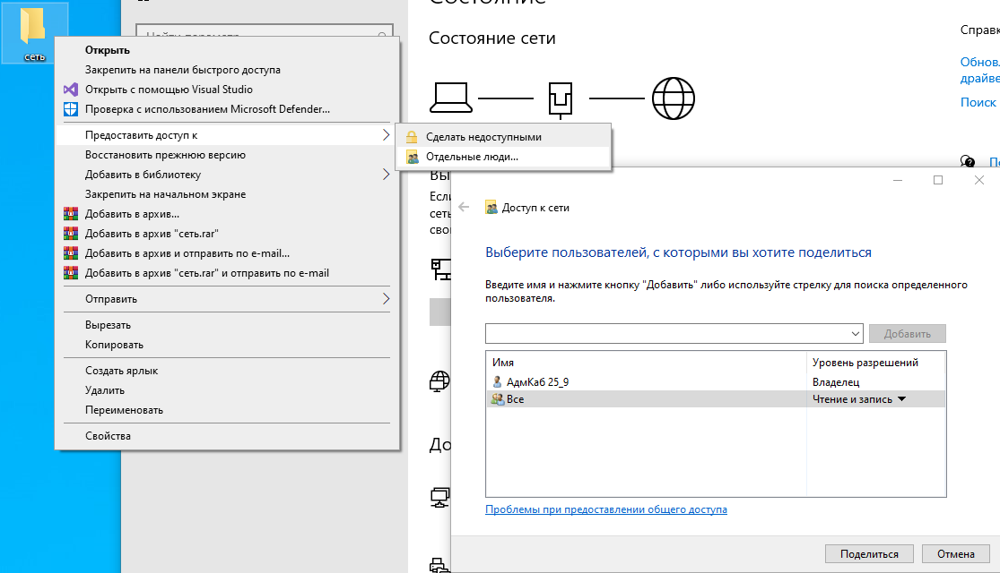 Состояние
сеть
Найти параметр
Состояние сети
Справк
Обнов.
драйве
Поиск
Открыть
Закрепить на панели быстрого доступа
Открыть с помощью Visual Studio
Проверка с использованием Microsoft Defender...
Предоставить доступ к
Восстановить прежнюю версию
Добавить в библиотеку
Закрепить на начальном экране
Добавить в архив...
Добавить в архив "сеть.rar"
Добавить в архив и отправить по e-mail...
Добавить в архив "сеть.rar" и отправить по e-mail
Отправить
Вырезать
Копировать
Создать ярлык
Удалить
Переименовать
Свойства
Сделать недоступными
Отдельные люди...
Вы
Если
сеть
сво
До
Доступ к сети
Выберите пользователей, с которыми вы хотите поделиться
Введите имя и нажмите кнопку "Добавить" либо используйте стрелку для поиска определенного
пользователя.
Добавить
Имя Уровень разрешений
АдмКаб 25_9 Владелец
Все Чтение и запись
Проблемы при предоставлении общего доступа
Поделиться Отмена